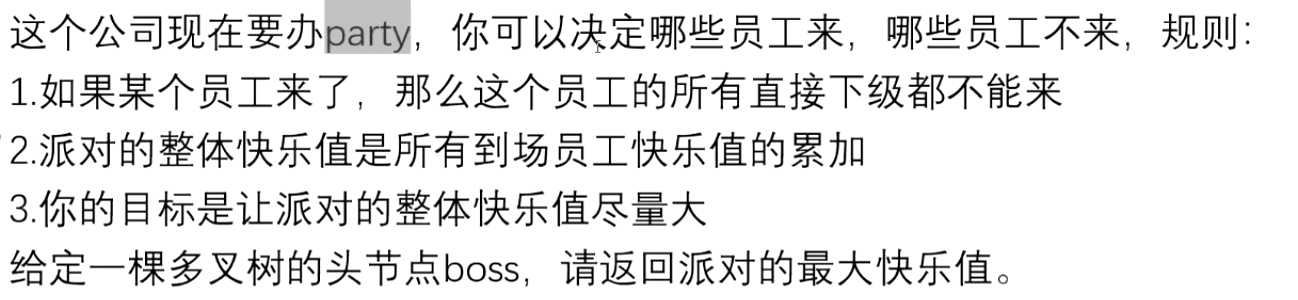 这个公司现在要办party，你可以决定哪些员工来，哪些员工不来，规则：
1.如果某个员工来了，那么这个员工的所有直接下级都不能来
2.派对的整体快乐值是所有到场员工快乐值的累加
3.你的目标是让派对的整体快乐值尽量大
给定一棵多叉树的头节点boss，请返回派对的最大快乐值。